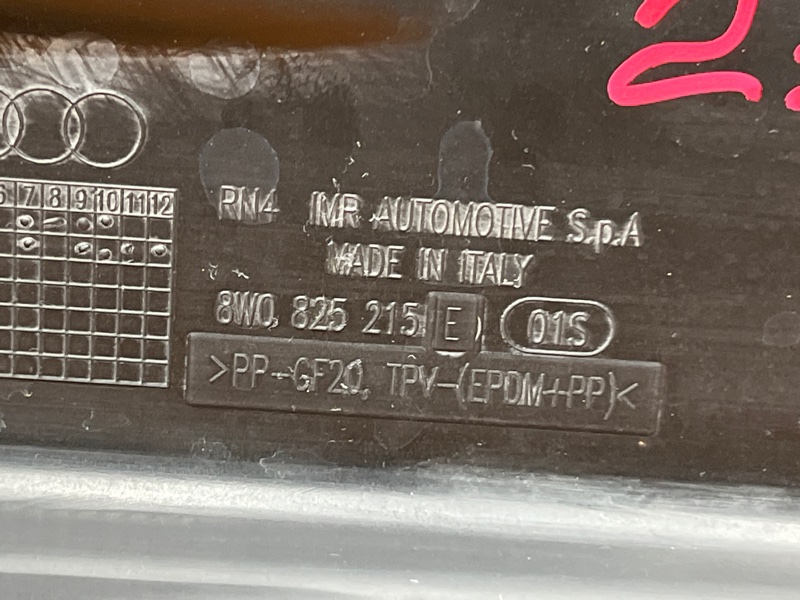 7 8 9 10 11 12
RN4 IMR AUTOMOTIVE S.p.A
MADE IN ITALY
8W0 825 215 E 01S
>PP-GF20, TPV-(EPDM+PP)<